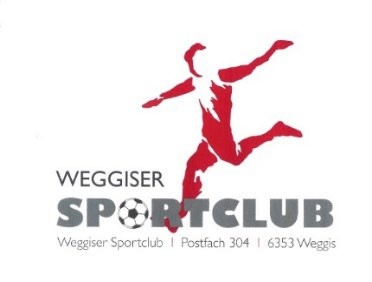 WEGGISER
SPORTCLUB
Weggiser Sportclub | Postfach 304 | 6353 Weggis